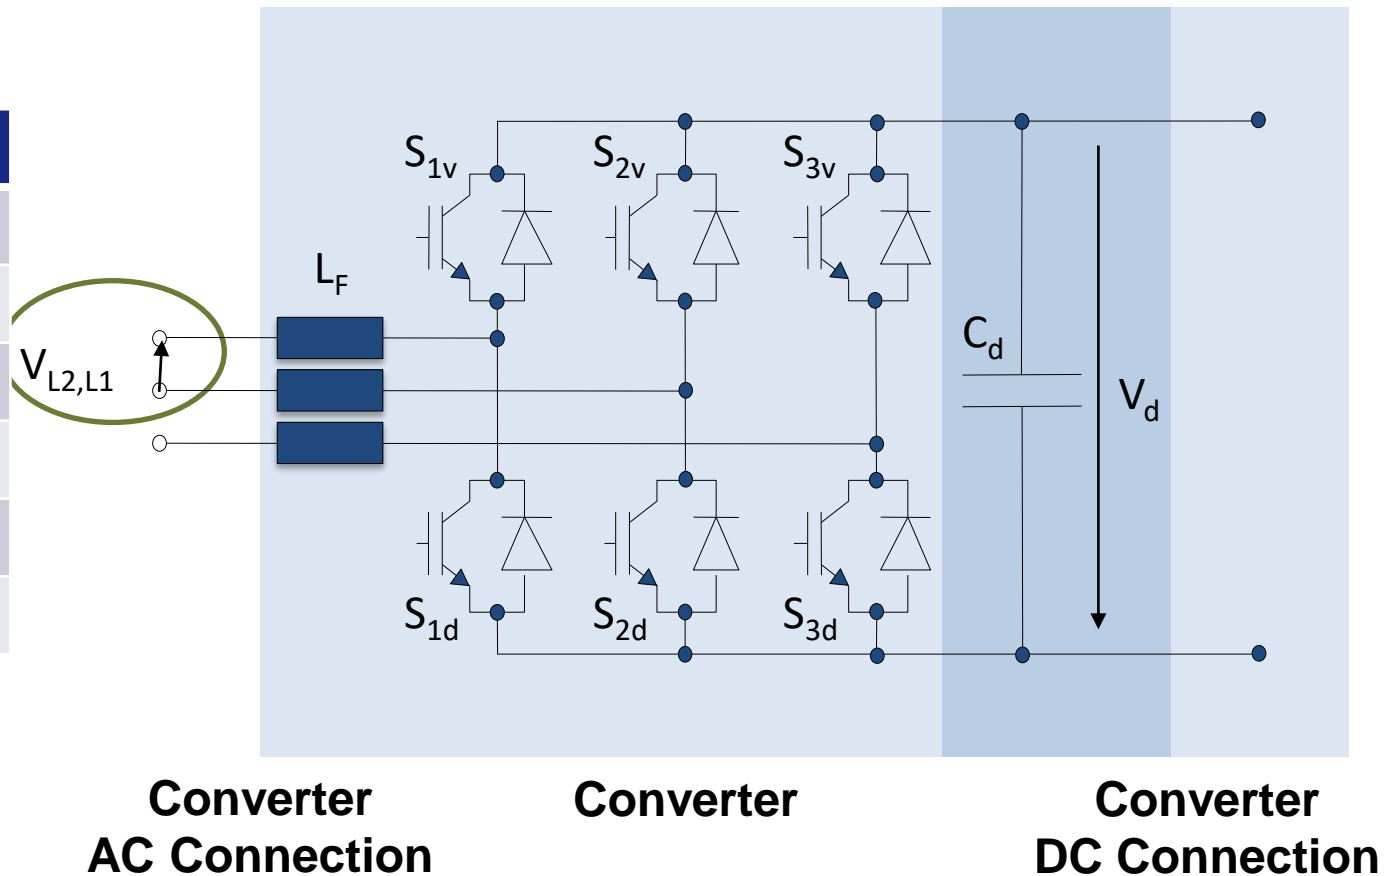 S1v
S2v
S3v
LF
VL2,L1
Cd
Vd
S1d
S2d
S3d
Converter
AC Connection
Converter
Converter
DC Connection